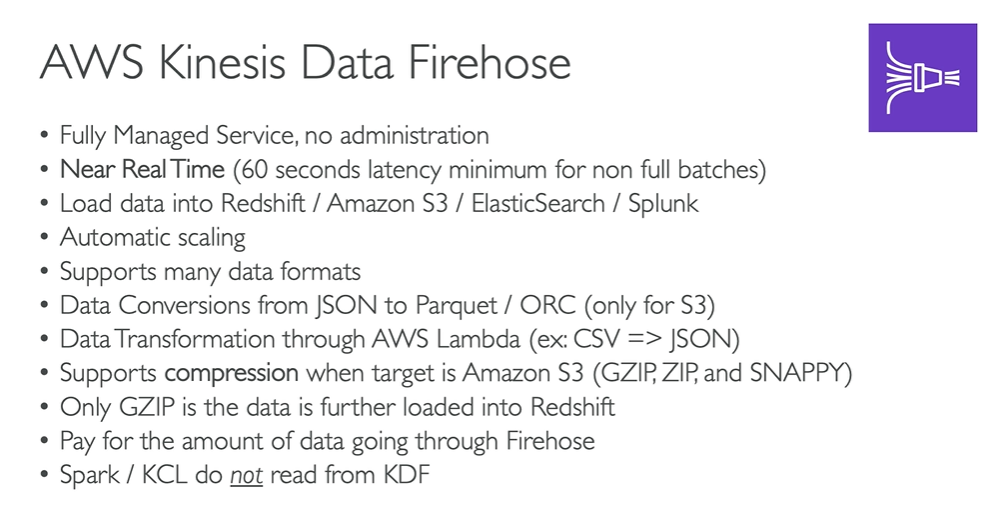 AWS Kinesis Data Firehose
• Fully Managed Service, no administration
• Near Real Time (60 seconds latency minimum for non full batches)
• Load data into Redshift / Amazon S3 / ElasticSearch / Splunk
• Automatic scaling
• Supports many data formats
• Data Conversions from JSON to Parquet / ORC (only for S3)
• Data Transformation through AWS Lambda (ex: CSV => JSON)
• Supports compression when target is Amazon S3 (GZIP, ZIP, and SNAPPY)
• Only GZIP is the data is further loaded into Redshift
• Pay for the amount of data going through Firehose
• Spark / KCL do not read from KDF